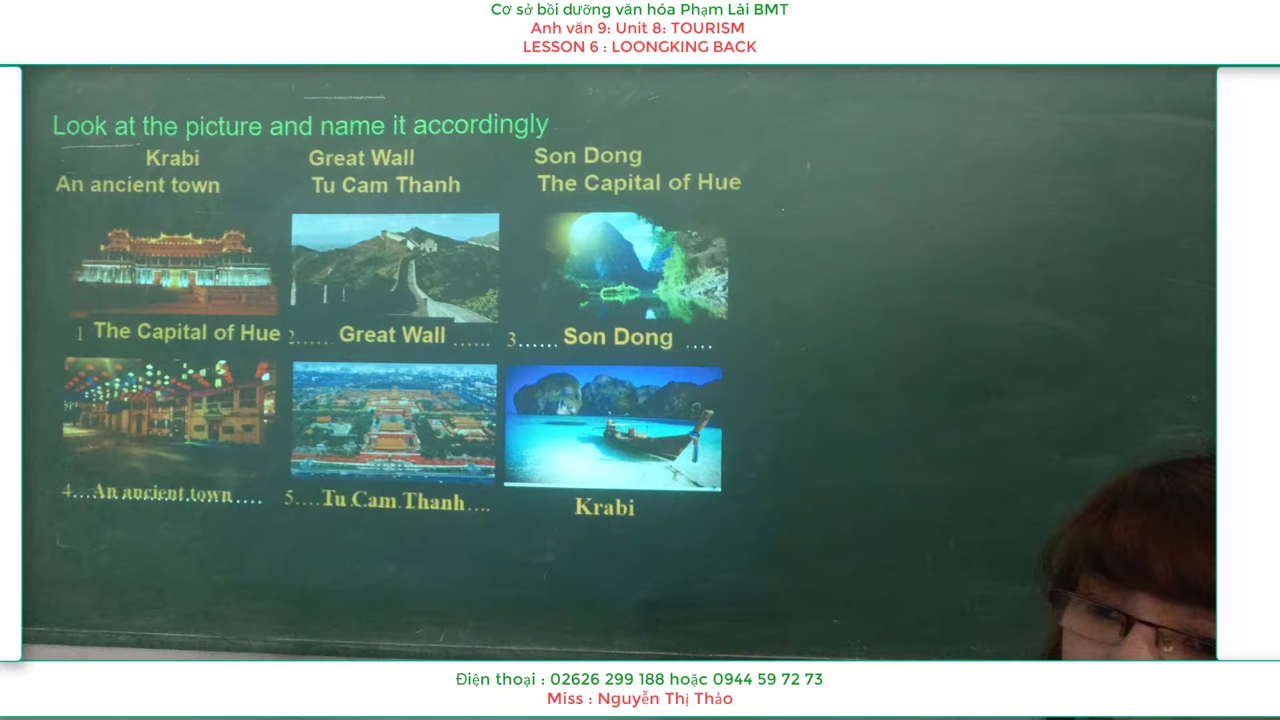 Cơ sở bồi dưỡng văn hóa Phạm Lài BMT
Anh văn 9: Unit 8: TOURISM
LESSON 6 : LOONGKING BACK
Look at the picture and name it accordingly
Krabi Great Wall Son Dong
An ancient town Tu Cam Thanh The Capital of Hue
1 The Capital of Hue 2...... Great Wall ...... 3...... Son Dong ....
4...An ancient town.... 5....Tu Cam Thanh.... Krabi
Điện thoại : 02626 299 188 hoặc 0944 59 72 73
Miss : Nguyễn Thị Thảo